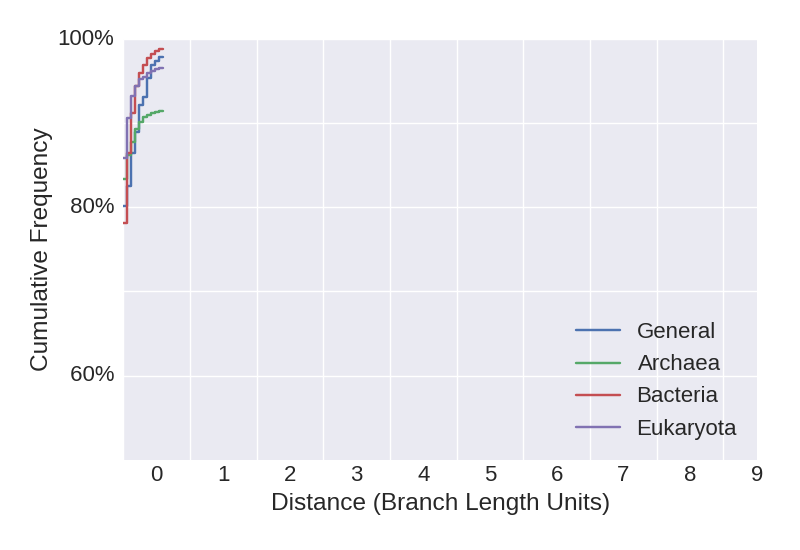 100%
80%
60%
Cumulative Frequency
General
Archaea
Bacteria
Eukaryota
0 1 2 3 4 5 6 7 8 9
Distance (Branch Length Units)